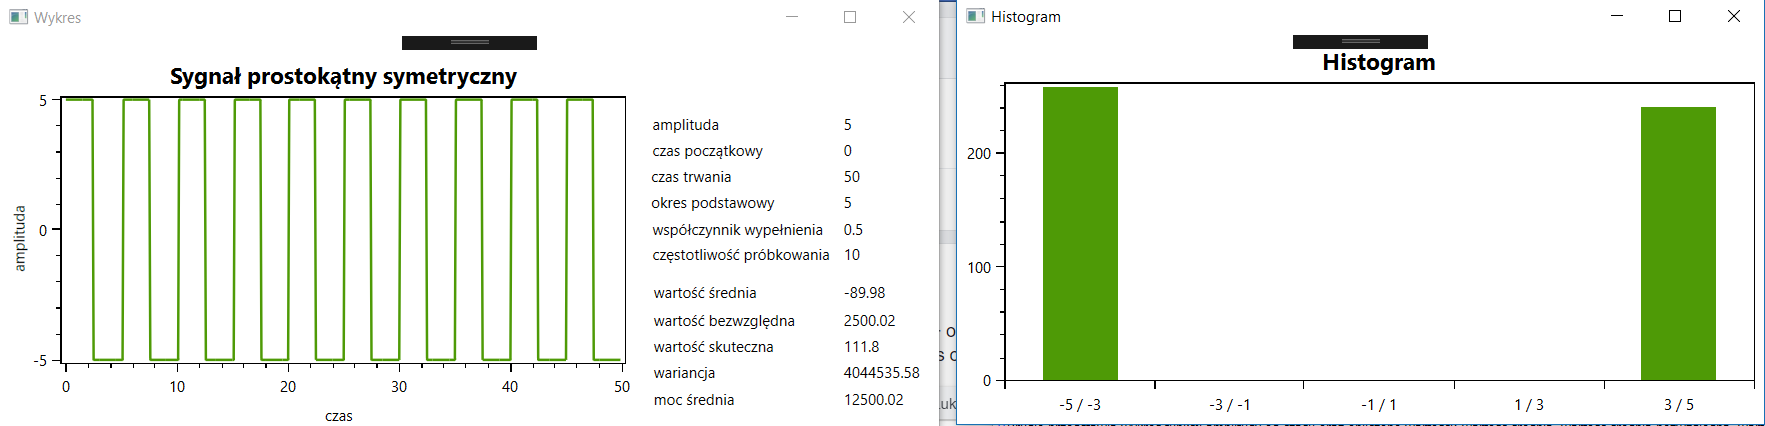 Wykres
Sygnał prostokątny symetryczny
amplituda
5
0
-5
0 10 20 30 40 50
czas
amplituda 5
czas początkowy 0
czas trwania 50
okres podstawowy 5
współczynnik wypełnienia 0.5
częstotliwość próbkowania 10
wartość średnia -89.98
wartość bezwzględna 2500.02
wartość skuteczna 111.8
wariancja 4044535.58
moc średnia 12500.02
Histogram
Histogram
200
100
0
-5 / -3 -3 / -1 -1 / 1 1 / 3 3 / 5